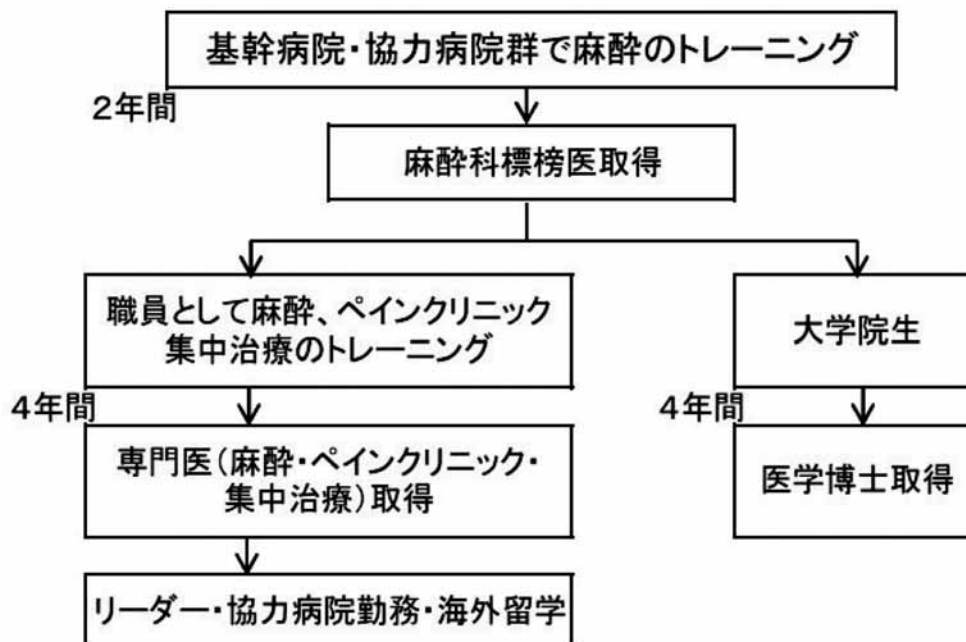 基幹病院・協力病院群で麻酔のトレーニング
２年間
麻酔科標榜医取得
職員として麻酔、ペインクリニック
集中治療のトレーニング
大学院生
４年間
４年間
専門医（麻酔・ペインクリニック・
集中治療）取得
医学博士取得
リーダー・協力病院勤務・海外留学